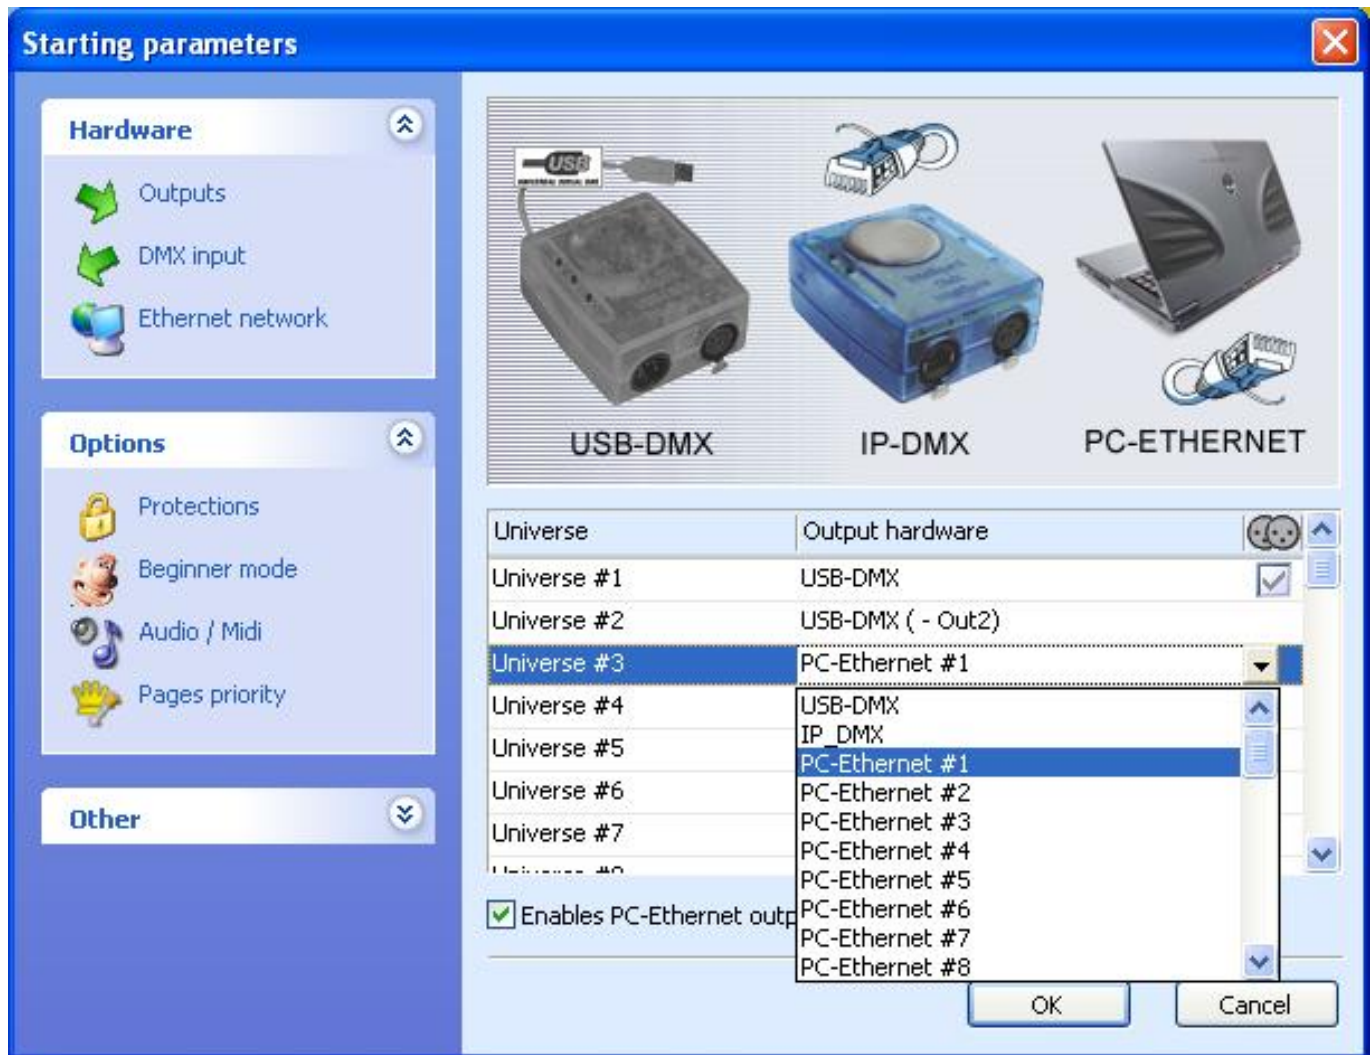 Starting parameters
Hardware
Outputs
DMX input
Ethernet network
Options
Protections
Beginner mode
Audio / Midi
Pages priority
Other
USB
USB-DMX
IP-DMX
PC-ETHERNET
Universe Output hardware
Universe #1 USB-DMX
Universe #2 USB-DMX ( - Out2)
Universe #3 PC-Ethernet #1
Universe #4
Universe #5
Universe #6
Universe #7
USB-DMX
IP_DMX
PC-Ethernet #1
PC-Ethernet #2
PC-Ethernet #3
PC-Ethernet #4
PC-Ethernet #5
PC-Ethernet #6
PC-Ethernet #7
PC-Ethernet #8
Enables PC-Ethernet outp
OK Cancel